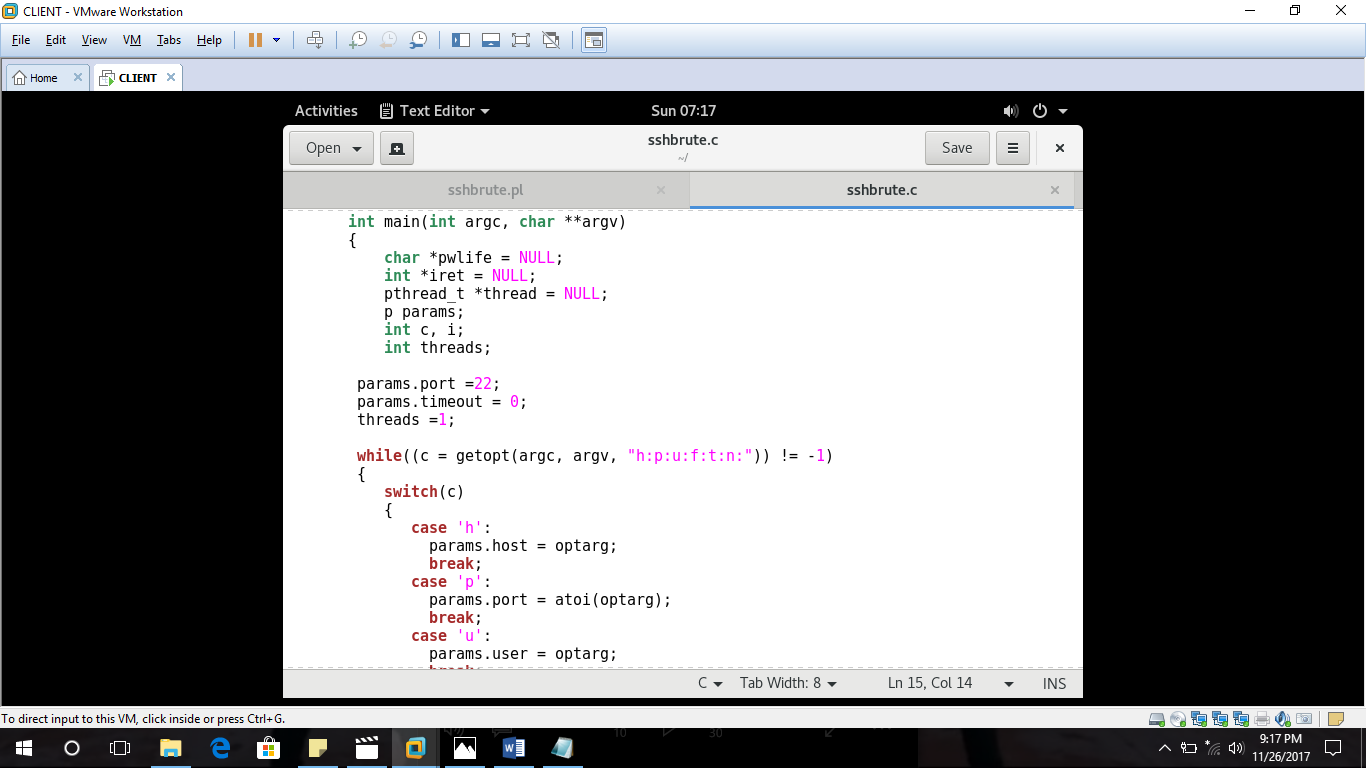 CLIENT - VMware Workstation
File Edit View VM Tabs Help
Home CLIENT
Activities Text Editor Sun 07:17
Open sshbrute.c Save
~/
sshbrute.pl sshbrute.c
int main(int argc, char **argv)
{
char *pwlife = NULL;
int *iret = NULL;
pthread_t *thread = NULL;
p params;
int c, i;
int threads;
params.port =22;
params.timeout = 0;
threads =1;
while((c = getopt(argc, argv, "h:p:u:f:t:n:")) != -1)
{
switch(c)
{
case 'h':
params.host = optarg;
break;
case 'p':
params.port = atoi(optarg);
break;
case 'u':
params.user = optarg;
C Tab Width: 8 Ln 15, Col 14 INS
To direct input to this VM, click inside or press Ctrl+G.
10 30
9:17 PM
11/26/2017